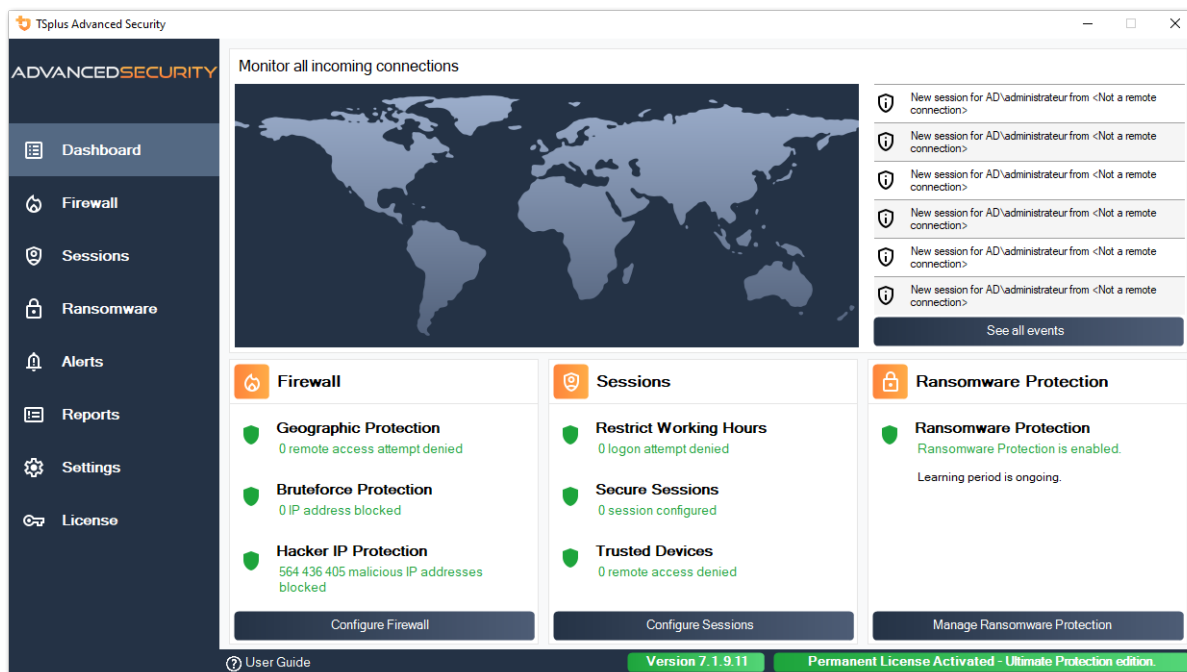 TSplus Advanced Security
ADVANCEDSECURITY
Dashboard
Firewall
Sessions
Ransomware
Alerts
Reports
Settings
License
Monitor all incoming connections
New session for AD\administrateur from <Not a remote
connection>
New session for AD\administrateur from <Not a remote
connection>
New session for AD\administrateur from <Not a remote
connection>
New session for AD\administrateur from <Not a remote
connection>
New session for AD\administrateur from <Not a remote
connection>
New session for AD\administrateur from <Not a remote
connection>
See all events
Firewall
Geographic Protection
0 remote access attempt denied
Bruteforce Protection
0 IP address blocked
Hacker IP Protection
564 436 405 malicious IP addresses
blocked
Configure Firewall
Sessions
Restrict Working Hours
0 logon attempt denied
Secure Sessions
0 session configured
Trusted Devices
0 remote access denied
Configure Sessions
Ransomware Protection
Ransomware Protection
Ransomware Protection is enabled.
Learning period is ongoing.
Manage Ransomware Protection
User Guide
Version 7.1.9.11
Permanent License Activated - Ultimate Protection edition.